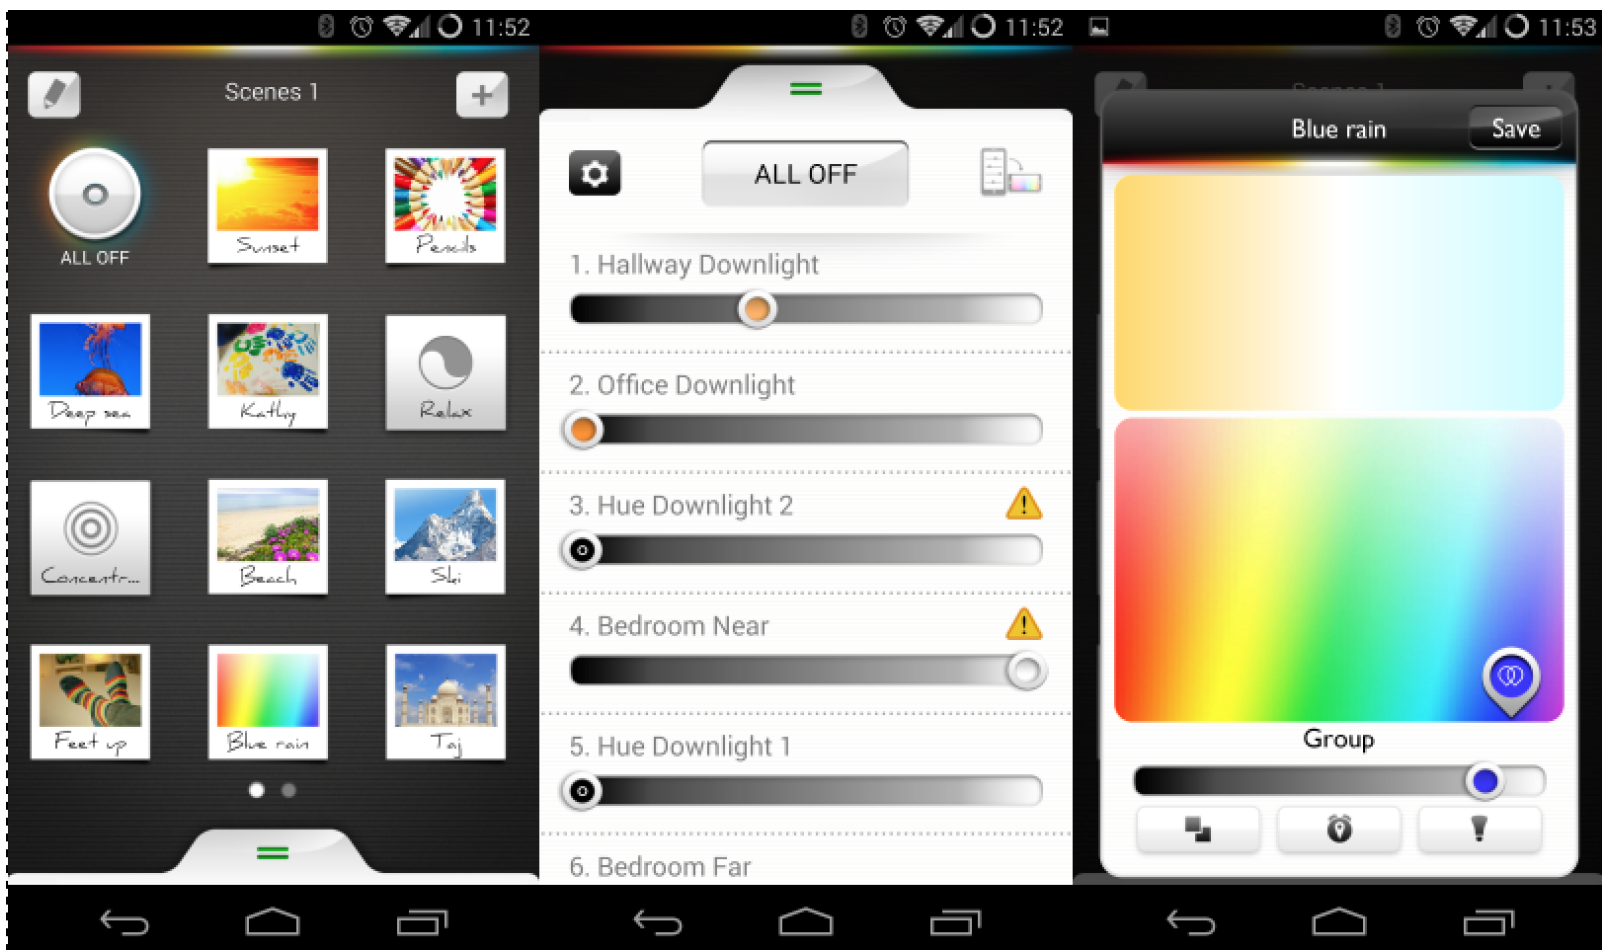 11:52
Scenes 1
ALL OFF
Sunset
Pencils
Deep sea
Kathy
Relax
Concentr...
Beach
Ski
Feet up
Blue rain
Taj
11:52
ALL OFF
1. Hallway Downlight
2. Office Downlight
3. Hue Downlight 2
4. Bedroom Near
5. Hue Downlight 1
6. Bedroom Far
11:53
Scenes 1
Blue rain
Save
Group